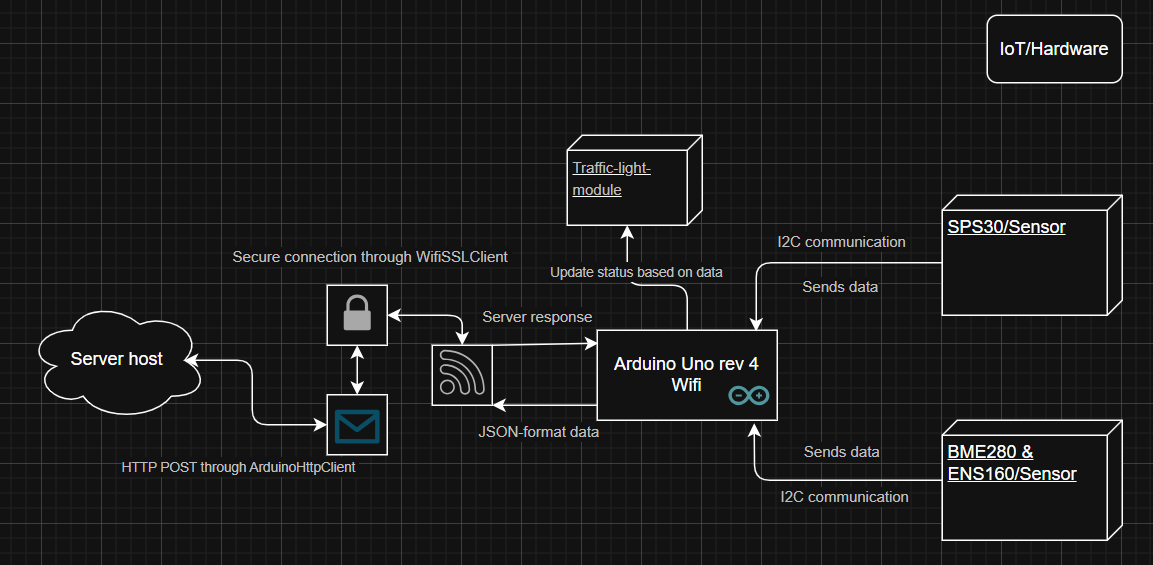 IoT/Hardware
Traffic-light-
module
SPS30/Sensor
I2C communication
Secure connection through WifiSSLClient
Update status based on data
Sends data
Server response
Server host
Arduino Uno rev 4
Wifi
JSON-format data
BME280 &
ENS160/Sensor
Sends data
HTTP POST through ArduinoHttpClient
I2C communication